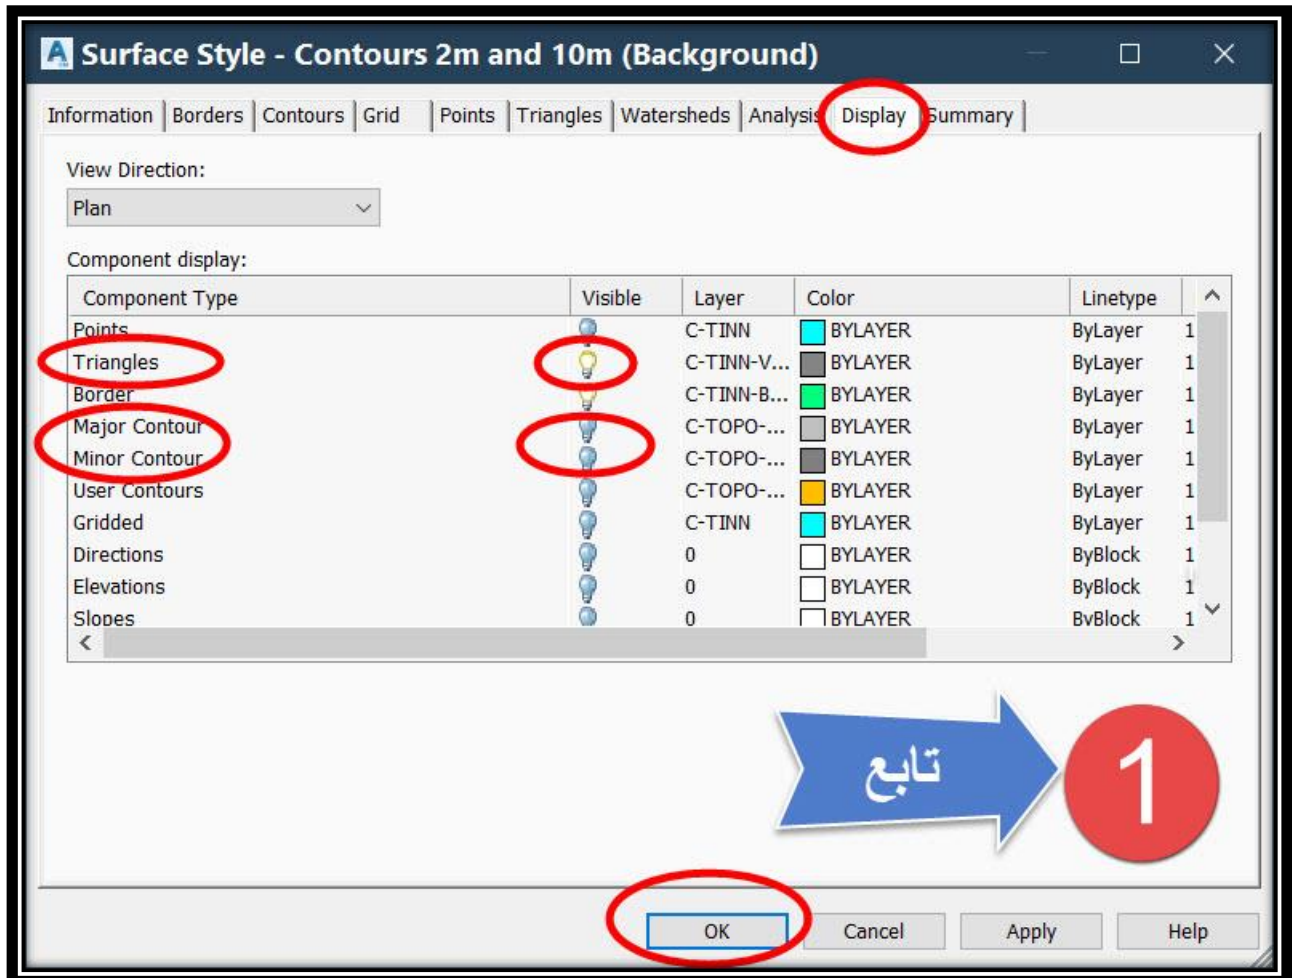 Surface Style - Contours 2m and 10m (Background)
Information Borders Contours Grid Points Triangles Watersheds Analysis Display Summary
View Direction:
Plan
Component display:
Component Type Visible Layer Color Linetype
Points C-TINN BYLAYER ByLayer 1
Triangles C-TINN-V... BYLAYER ByLayer 1
Border C-TINN-B... BYLAYER ByLayer 1
Major Contour C-TOPO-... BYLAYER ByLayer 1
Minor Contour C-TOPO-... BYLAYER ByLayer 1
User Contours C-TOPO-... BYLAYER ByLayer 1
Gridded C-TINN BYLAYER ByLayer 1
Directions 0 BYLAYER ByBlock 1
Elevations 0 BYLAYER ByBlock 1
Slopes 0 BYLAYER ByBlock 1
تابع 1
OK Cancel Apply Help